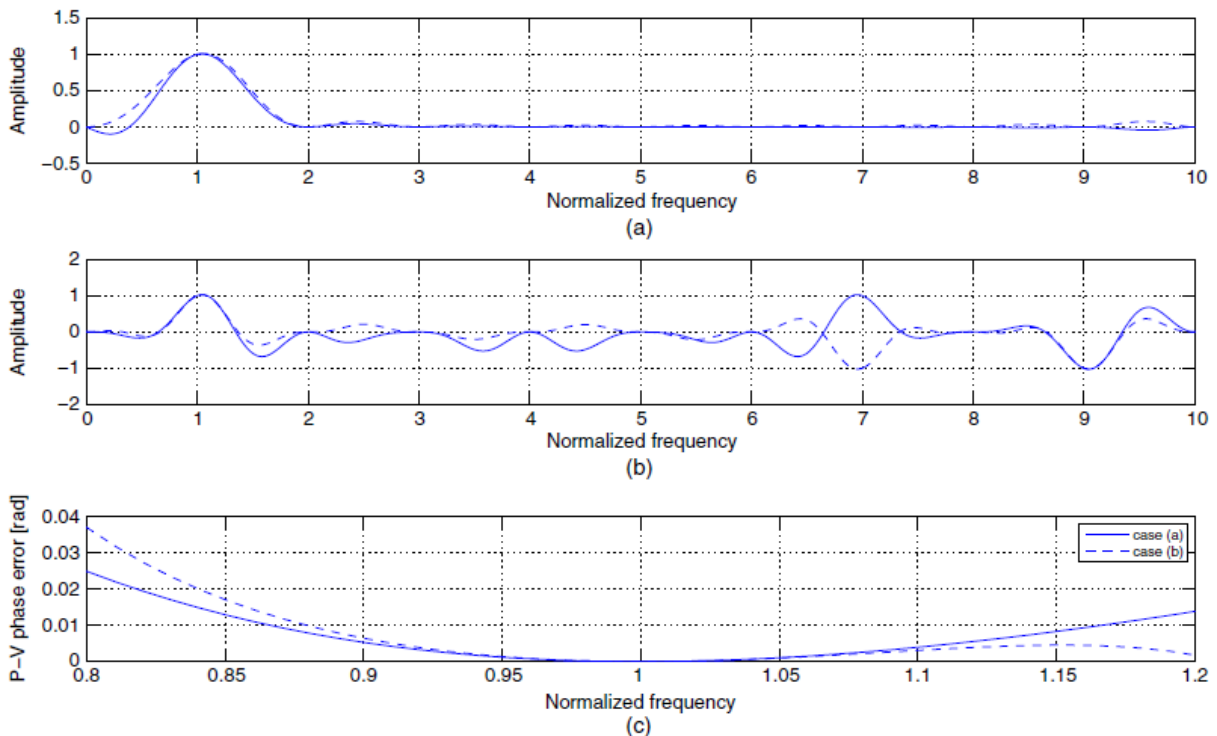 1.5
1
0.5
0
−0.5
Amplitude
0 1 2 3 4 5 6 7 8 9 10
Normalized frequency
(a)
2
1
0
−1
−2
Amplitude
0 1 2 3 4 5 6 7 8 9 10
Normalized frequency
(b)
0.04
0.03
0.02
0.01
0
P−V phase error [rad]
case (a)
case (b)
0.8 0.85 0.9 0.95 1 1.05 1.1 1.15 1.2
Normalized frequency
(c)